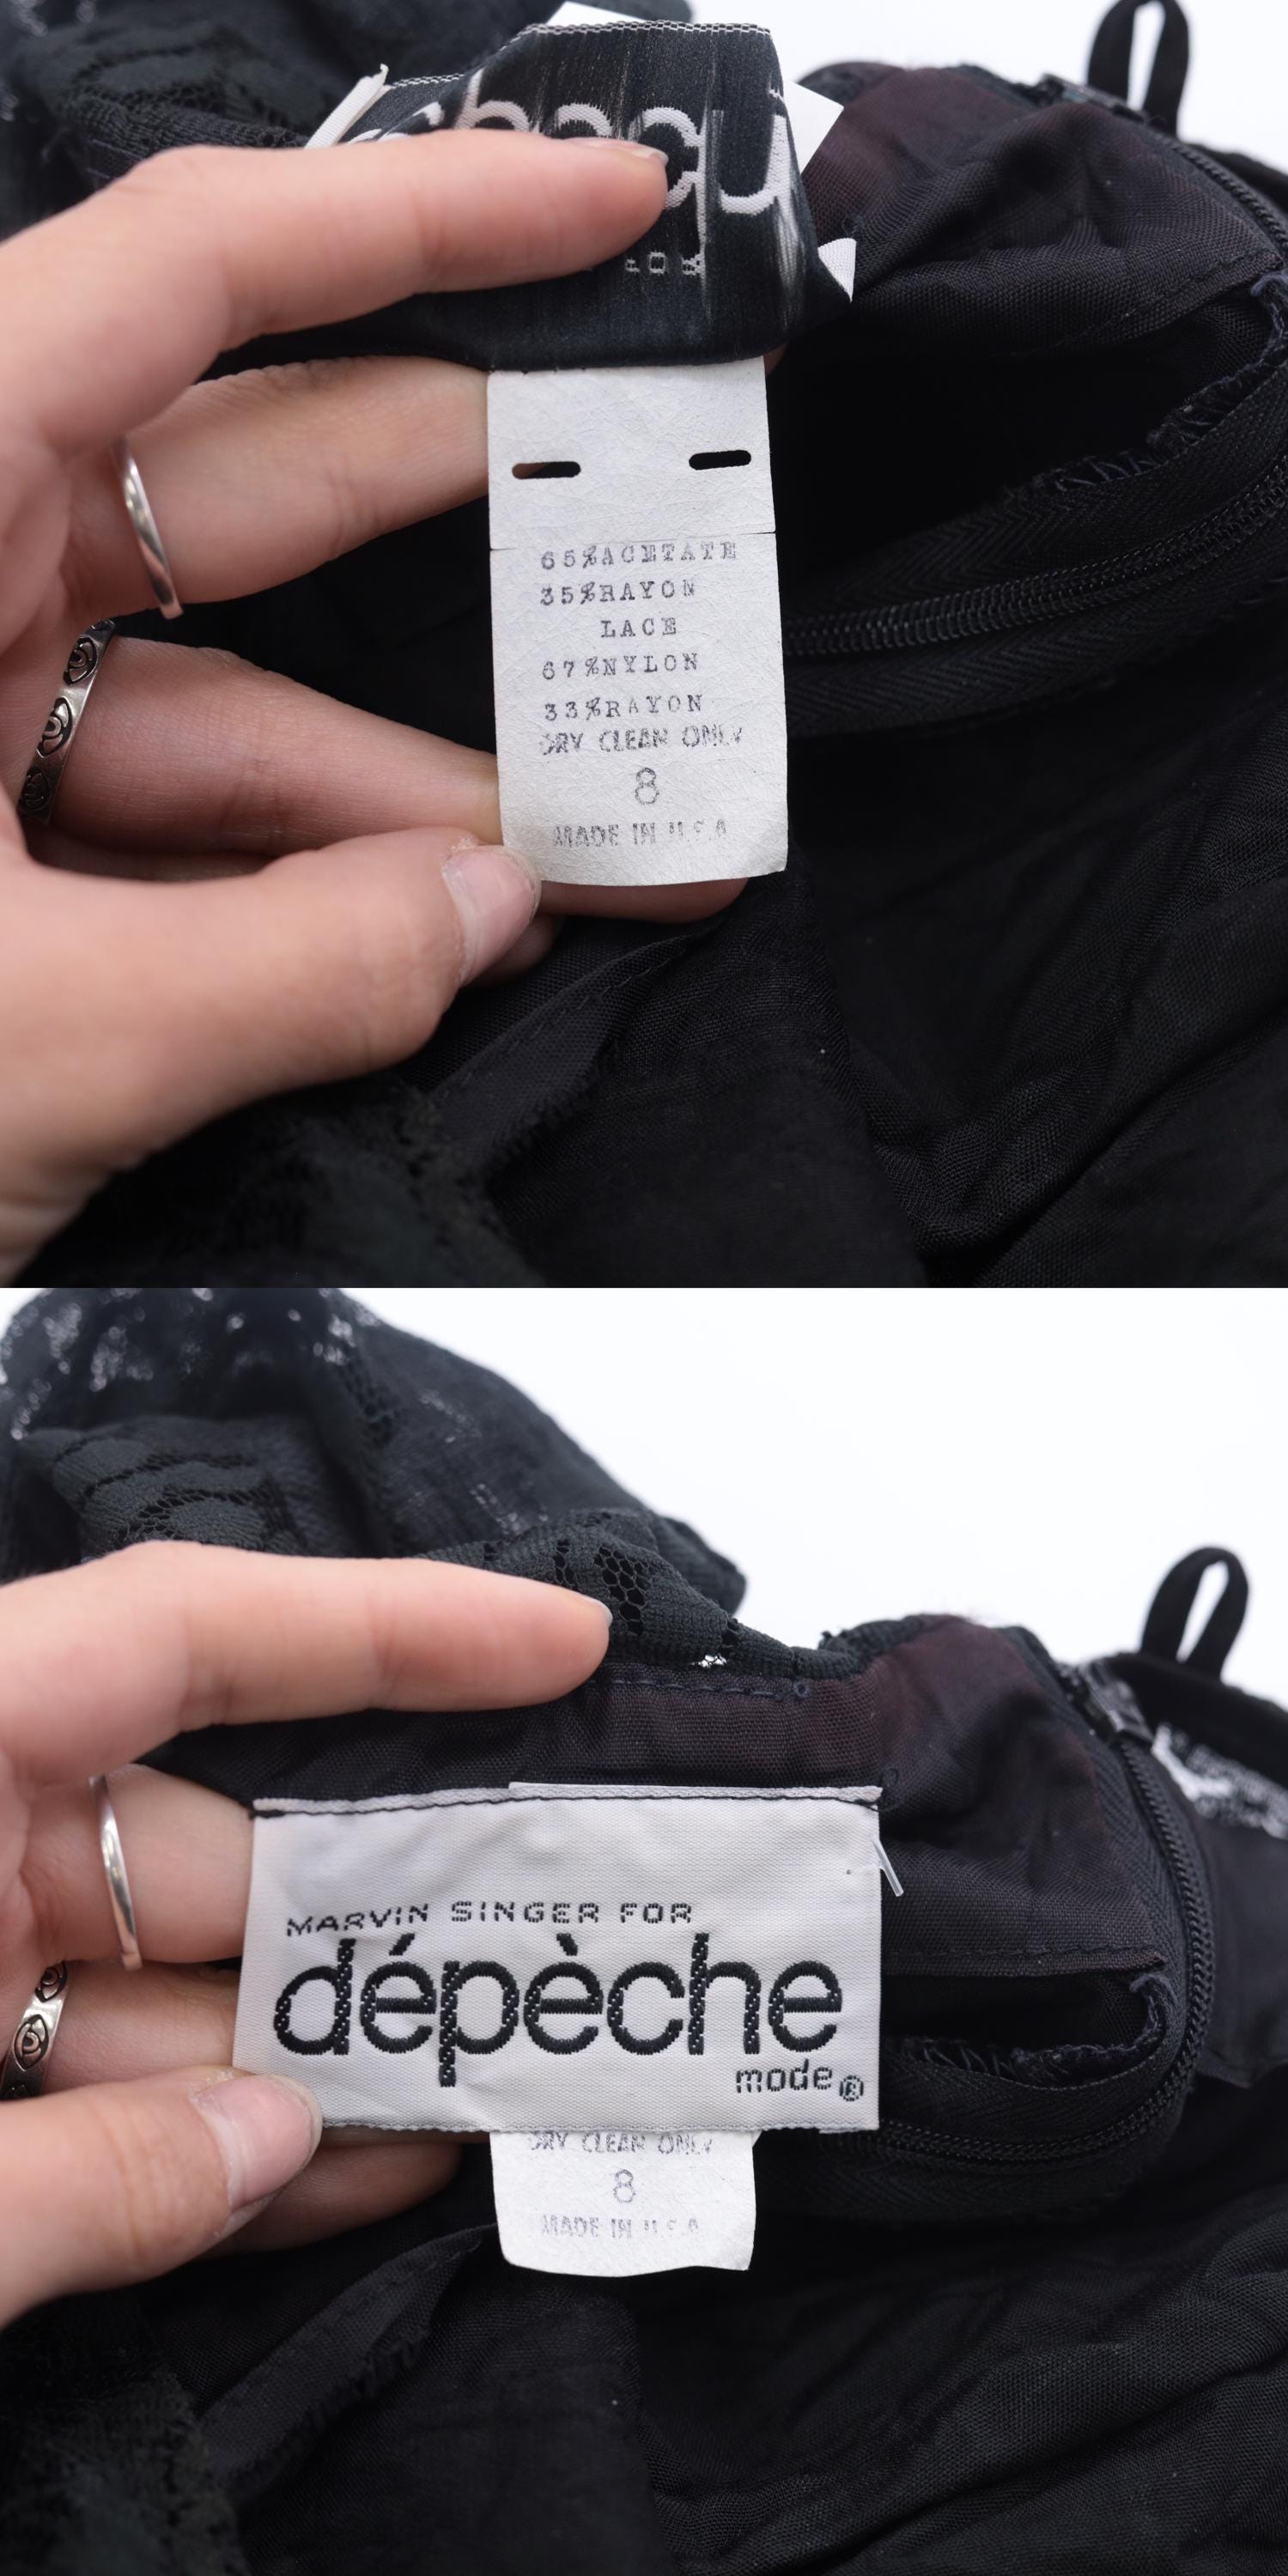 65%ACETATE
35%RAYON
LACE
67%NYLON
33%RAYON
DRY CLEAN ONLY
8
MADE IN U.S.A
MARVIN SINGER FOR
dépèche
mode®
DRY CLEAN ONLY
8
MADE IN U.S.A